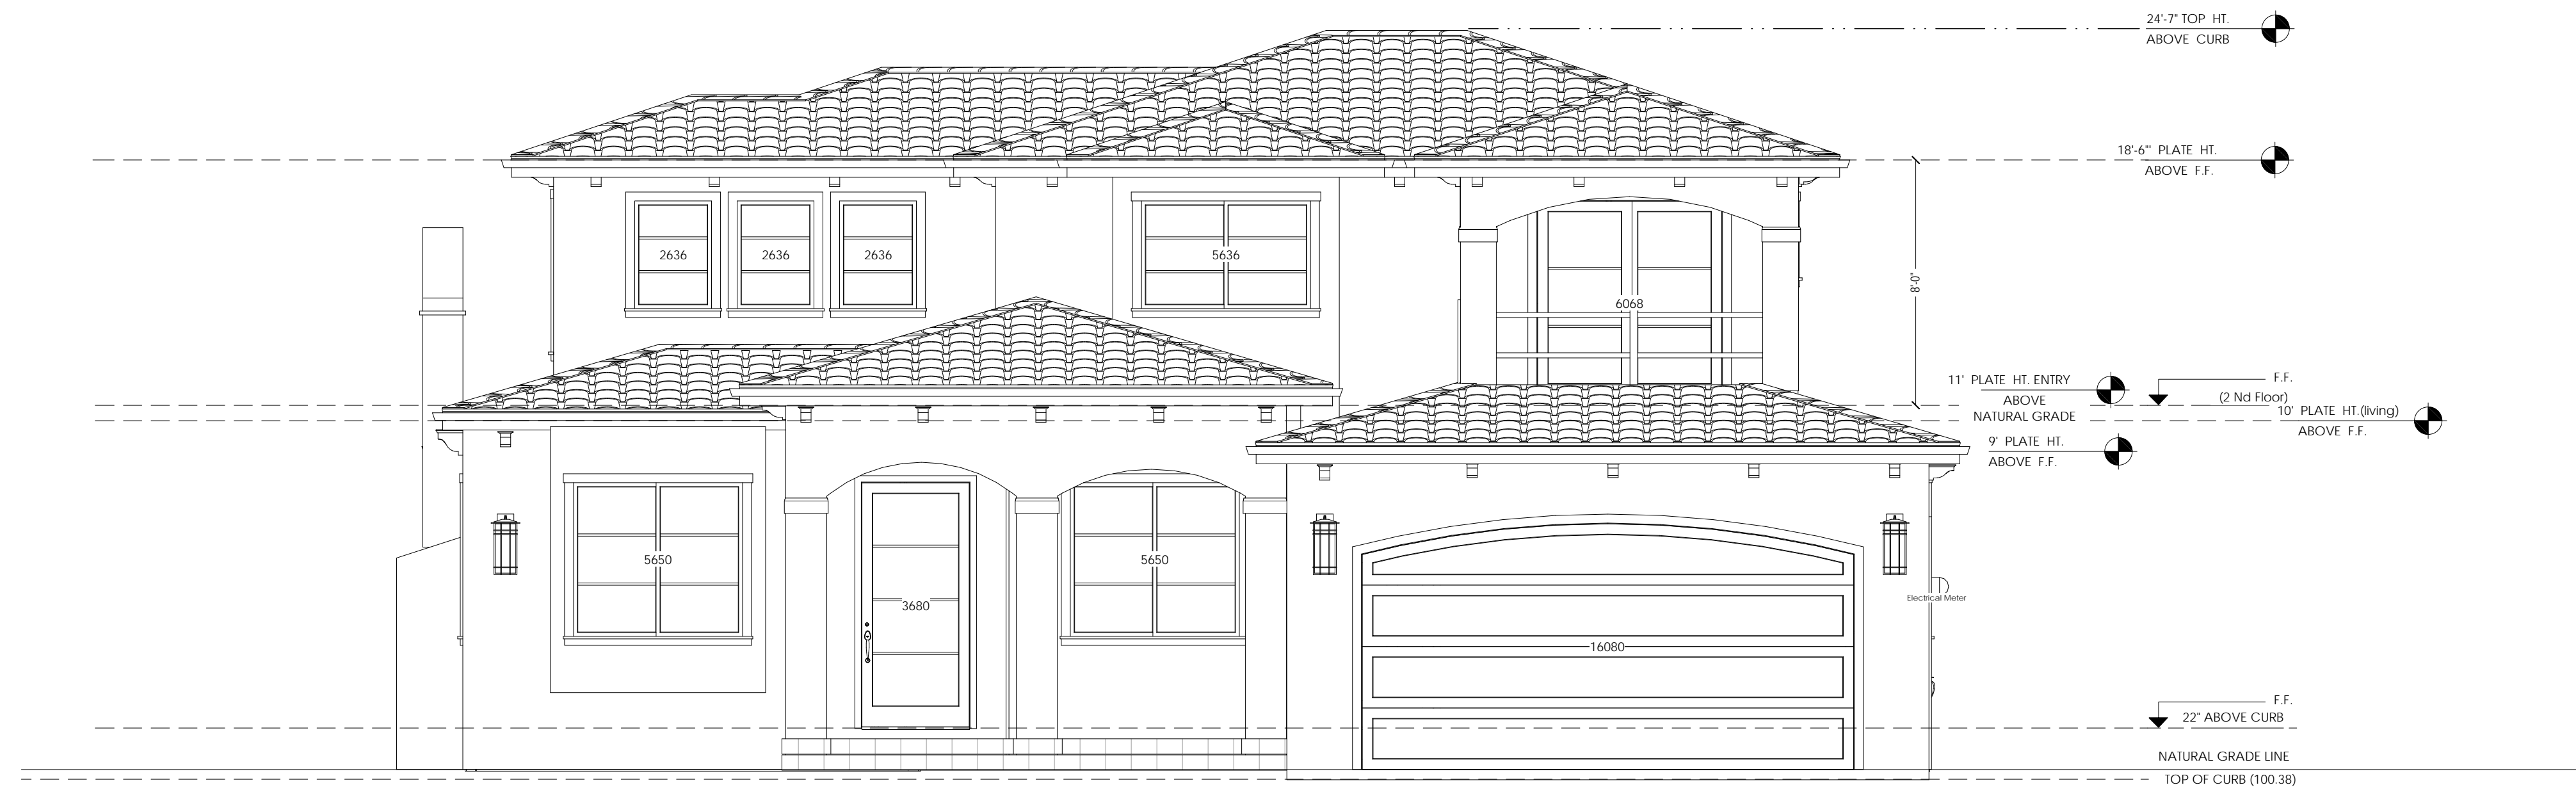 24'-7" TOP HT.
ABOVE CURB
18'-6"' PLATE HT.
ABOVE F.F.
2636
2636
2636
5636
8'-0"
6068
11' PLATE HT. ENTRY
ABOVE
NATURAL GRADE
F.F.
(2 Nd Floor)
10' PLATE HT.(living)
ABOVE F.F.
9' PLATE HT.
ABOVE F.F.
5650
5650
3680
Electrical Meter
16080
F.F.
22" ABOVE CURB
NATURAL GRADE LINE
TOP OF CURB (100.38)